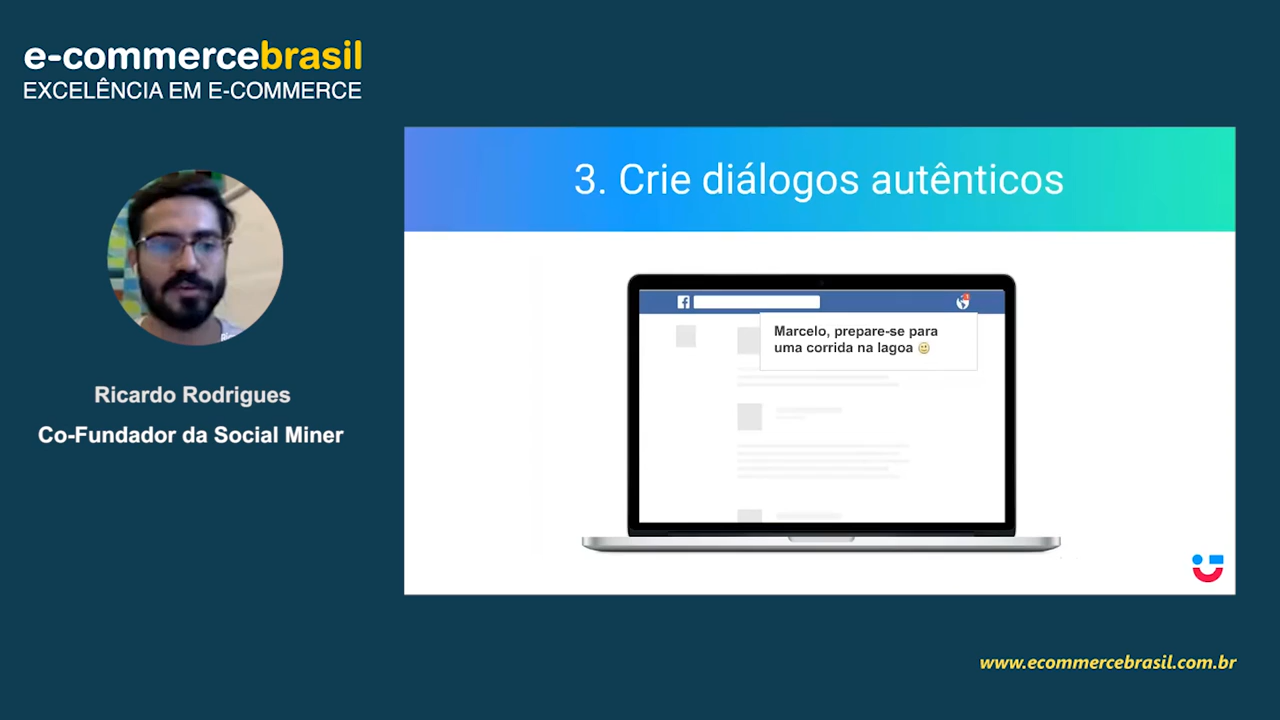 e-commercebrasil
EXCELÊNCIA EM E-COMMERCE
3. Crie diálogos autênticos
Marcelo, prepare-se para
uma corrida na lagoa 🙂
Ricardo Rodrigues
Co-Fundador da Social Miner
www.ecommercebrasil.com.br